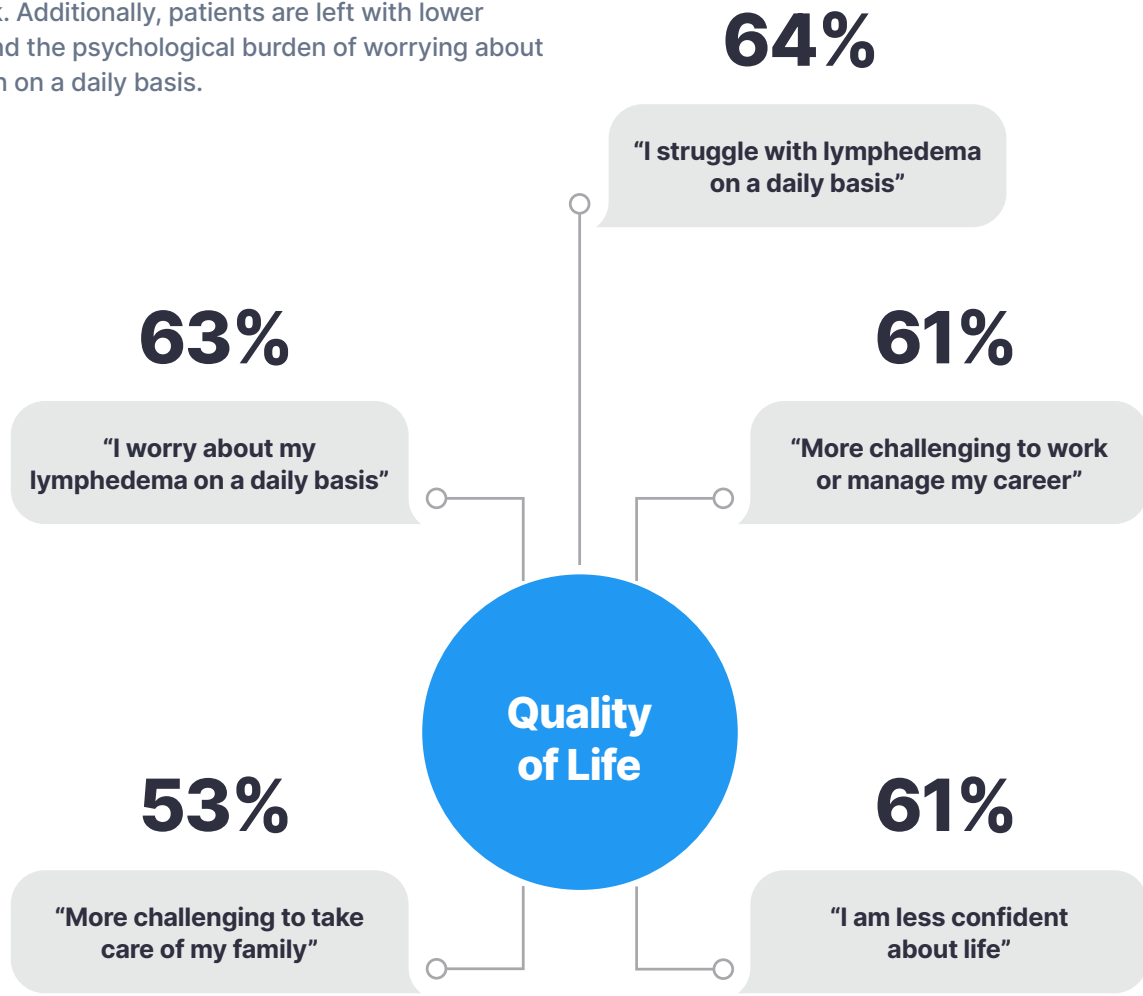 . Additionally, patients are left with lower
the psychological burden of worrying about
on a daily basis.
64%
“I struggle with lymphedema
on a daily basis”
63%
“I worry about my
lymphedema on a daily basis”
61%
“More challenging to work
or manage my career”
Quality
of Life
53%
“More challenging to take
care of my family”
61%
“I am less confident
about life”